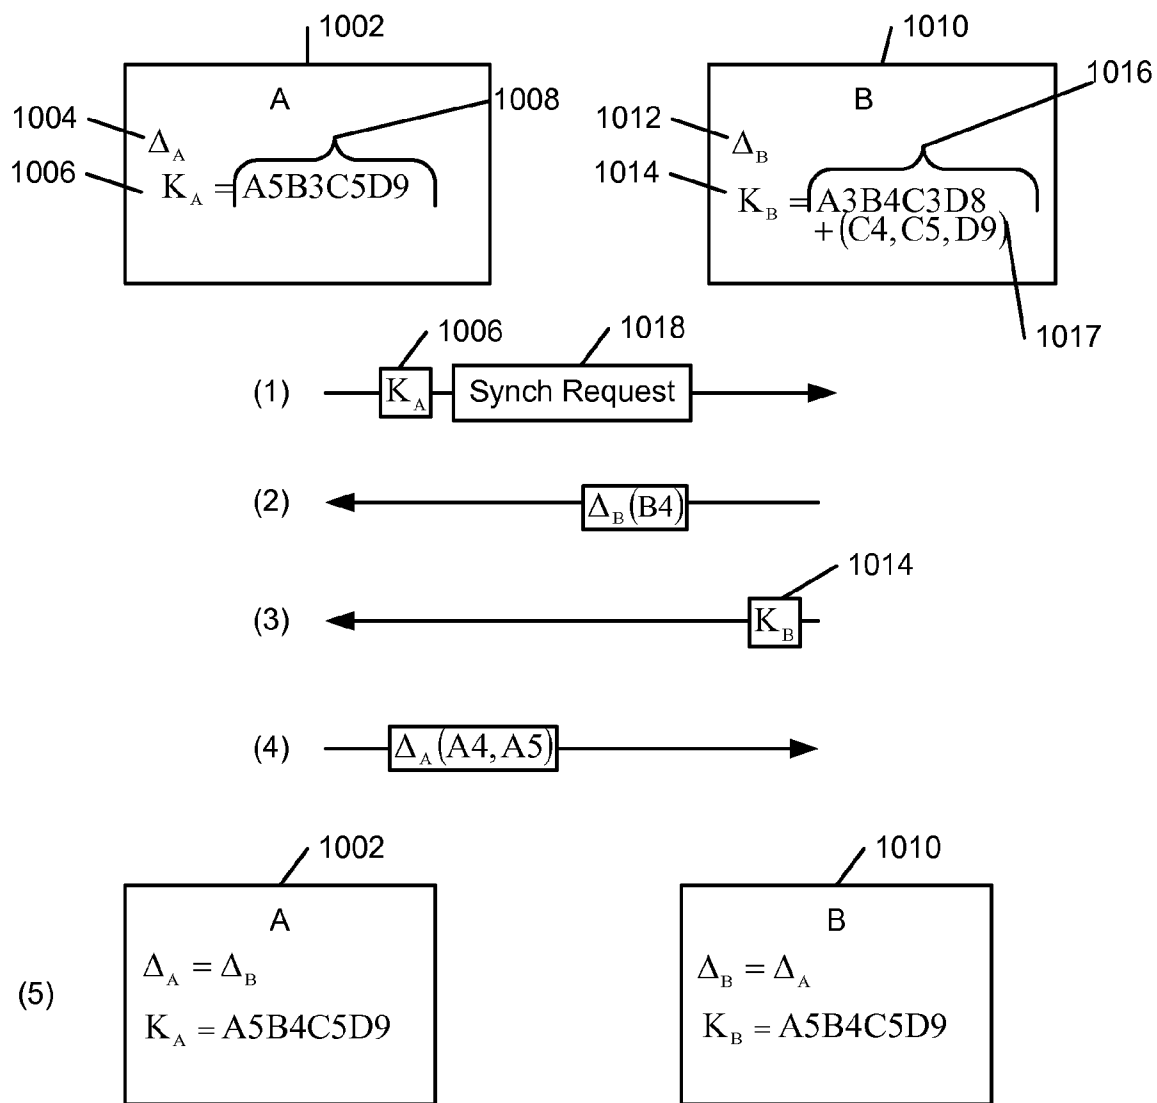 1002
1010
A
B
1016
1004
1008
1012
Δ_A
Δ_B
1006
K_A = A5B3C5D9
1014
K_B = A3B4C3D8
+ (C4, C5, D9)
1017
1006
1018
(1)
K_A
Synch Request
(2)
Δ_B (B4)
1014
(3)
K_B
(4)
Δ_A (A4, A5)
1002
1010
A
B
Δ_A = Δ_B
Δ_B = Δ_A
(5)
K_A = A5B4C5D9
K_B = A5B4C5D9